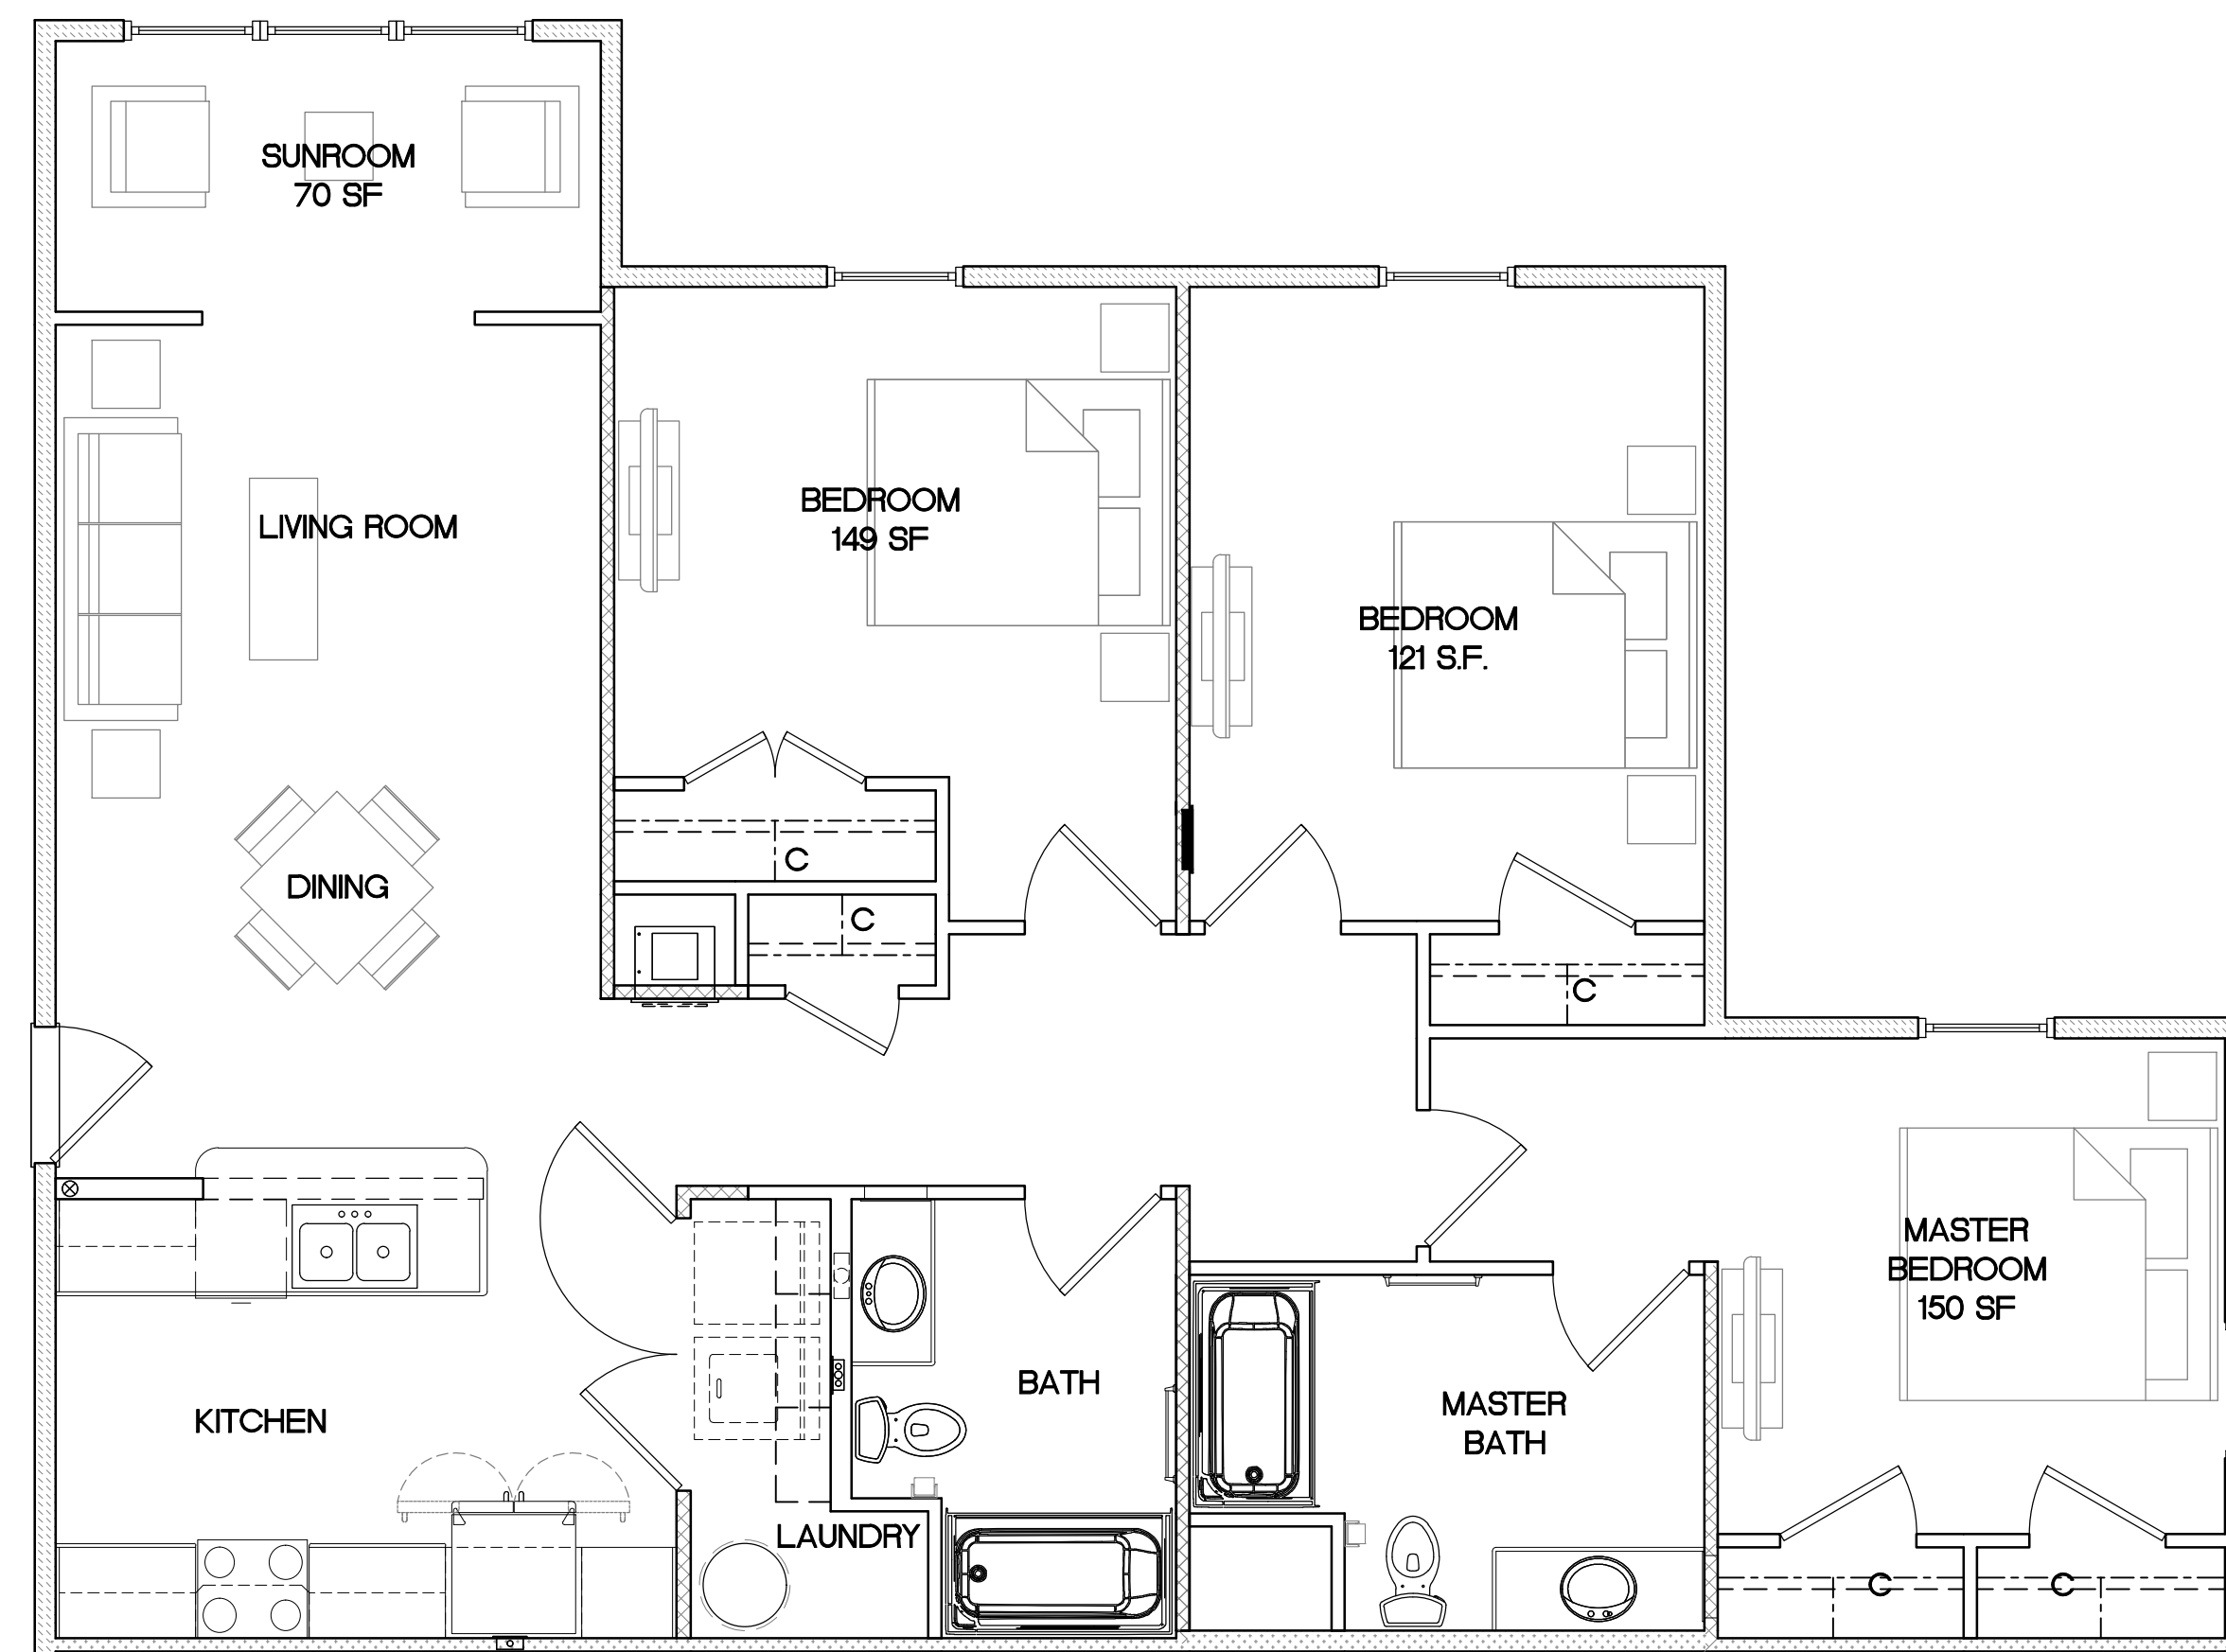 SUNROOM
70 SF
LIVING ROOM
BEDROOM
149 SF
BEDROOM
121 S.F.
C
DINING
C
C
MASTER
BEDROOM
150 SF
BATH
MASTER
BATH
KITCHEN
LAUNDRY
C
C